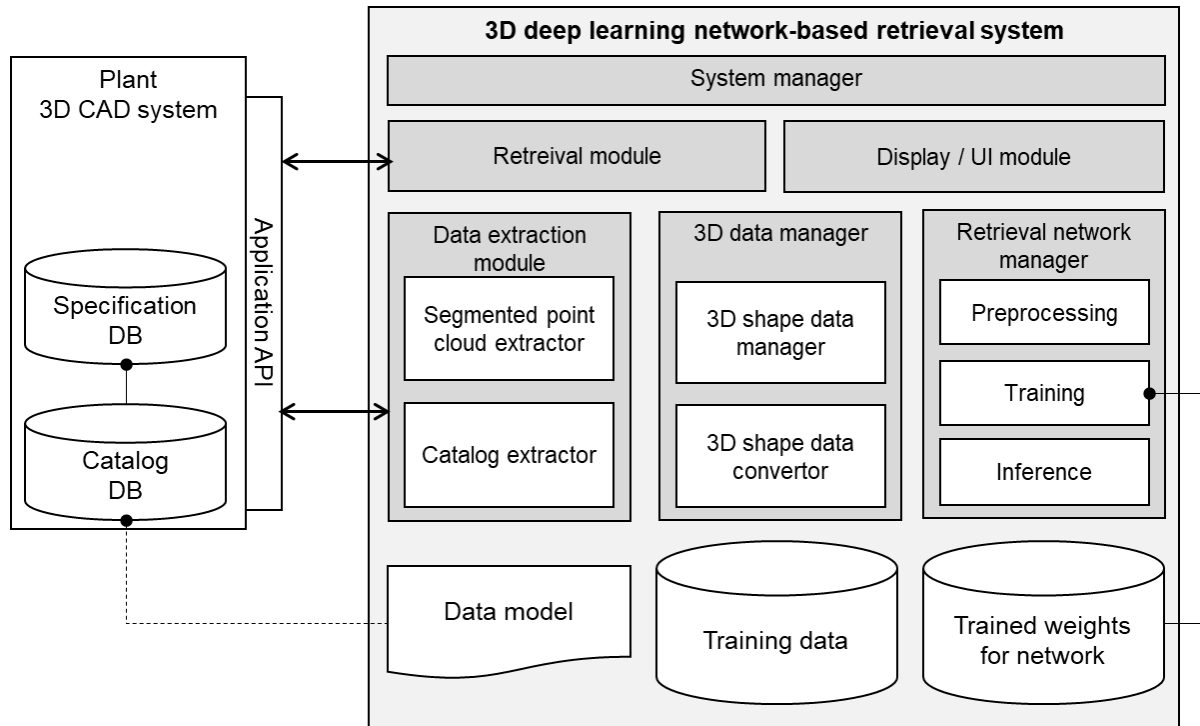 3D deep learning network-based retrieval system
Plant
3D CAD system
Specification
DB
Catalog
DB
Application API
System manager
Retreival module
Display / UI module
Data extraction
module
Segmented point
cloud extractor
Catalog extractor
3D data manager
3D shape data
manager
3D shape data
convertor
Retrieval network
manager
Preprocessing
Training
Inference
Data model
Training data
Trained weights
for network